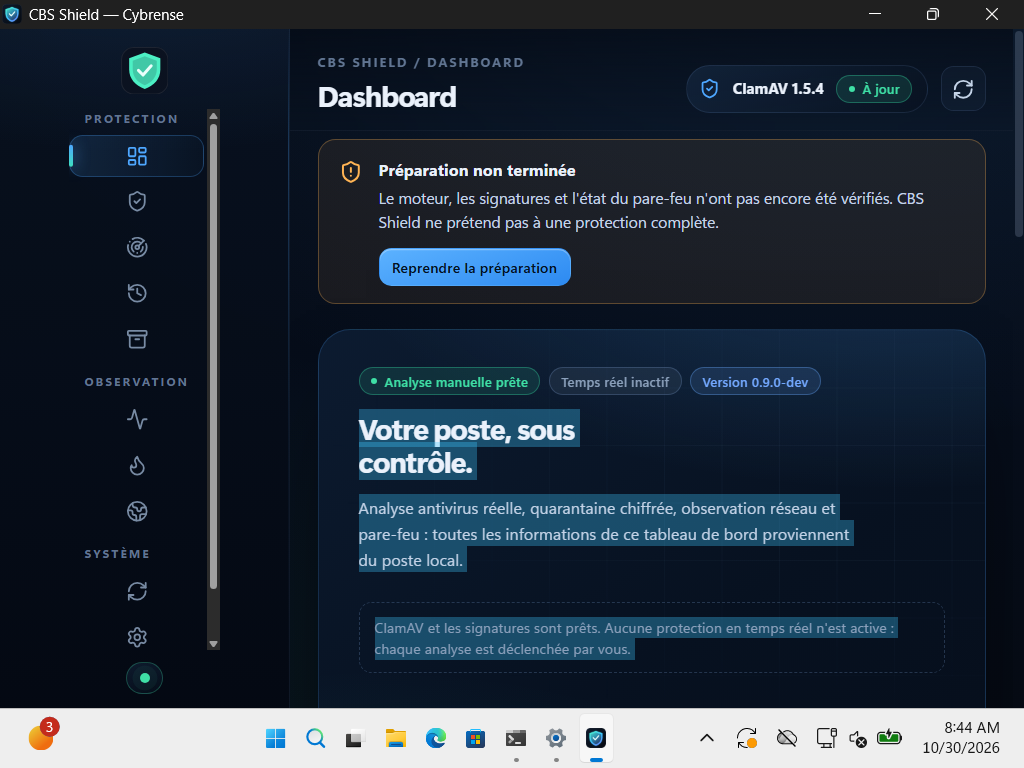 CBS Shield — Cybrense
PROTECTION
OBSERVATION
SYSTÈME
CBS SHIELD / DASHBOARD
Dashboard
ClamAV 1.5.4
À jour
Préparation non terminée
Le moteur, les signatures et l'état du pare-feu n'ont pas encore été vérifiés. CBS
Shield ne prétend pas à une protection complète.
Reprendre la préparation
Analyse manuelle prête
Temps réel inactif
Version 0.9.0-dev
Votre poste, sous
contrôle.
Analyse antivirus réelle, quarantaine chiffrée, observation réseau et
pare-feu : toutes les informations de ce tableau de bord proviennent
du poste local.
ClamAV et les signatures sont prêts. Aucune protection en temps réel n'est active :
chaque analyse est déclenchée par vous.
3
8:44 AM
10/30/2026